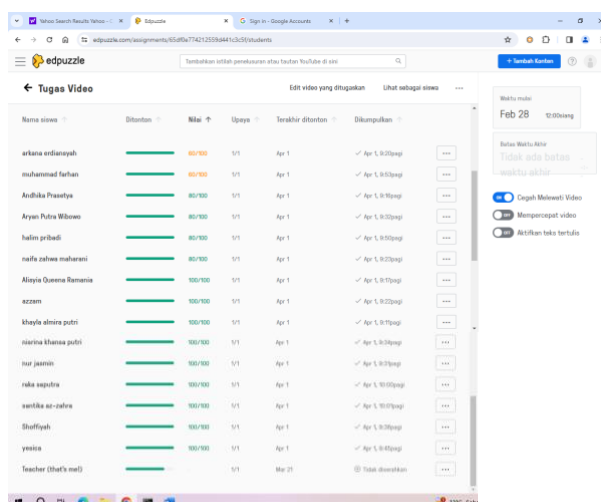 Yahoo Search Results Yahoo - C
Edpuzzle
Sign in - Google Accounts
edpuzzle.com/assignments/65df0a774212559d441c3c5f/students
edpuzzle
Tambahkan istilah penelusuran atau tautan YouTube di sini
+ Tambah Konten
Tugas Video
Edit video yang ditugaskan
Lihat sebagai siswa
Nama siswa
Ditonton
Nilai
Upaya
Terakhir ditonton
Dikumpulkan
arkana erdiansyah 80/100 1/1 Apr 1 Apr 1, 9:20pagi
muhammad farhan 80/100 1/1 Apr 1 Apr 1, 9:50pagi
Andhika Prasetya 80/100 1/1 Apr 1 Apr 1, 9:19pagi
Aryan Putra Wibowo 80/100 1/1 Apr 1 Apr 1, 9:32pagi
halim pribadi 80/100 1/1 Apr 1 Apr 1, 9:50pagi
naifa zahwa maharani 80/100 1/1 Apr 1 Apr 1, 9:23pagi
Alisyia Queena Ramania 100/100 1/1 Apr 1 Apr 1, 9:17pagi
azzam 100/100 1/1 Apr 1 Apr 1, 9:22pagi
khayla almira putri 100/100 1/1 Apr 1 Apr 1, 9:11pagi
niarina khansa putri 100/100 1/1 Apr 1 Apr 1, 9:34pagi
nur jasmin 100/100 1/1 Apr 1 Apr 1, 9:31pagi
raka saputra 100/100 1/1 Apr 1 Apr 1, 10:00pagi
santika az-zahra 100/100 1/1 Apr 1 Apr 1, 10:01pagi
Shoffiyah 100/100 1/1 Apr 1 Apr 1, 9:38pagi
yesica 100/100 1/1 Apr 1 Apr 1, 9:45pagi
Teacher (that's me!) 1/1 Mar 21 Tidak diserahkan
Waktu mulai
Feb 28 12:00siang
Batas Waktu Akhir
Tidak ada batas
waktu akhir
ON Cegah Melewati Video
OFF Mempercepat video
OFF Aktifkan teks tertulis